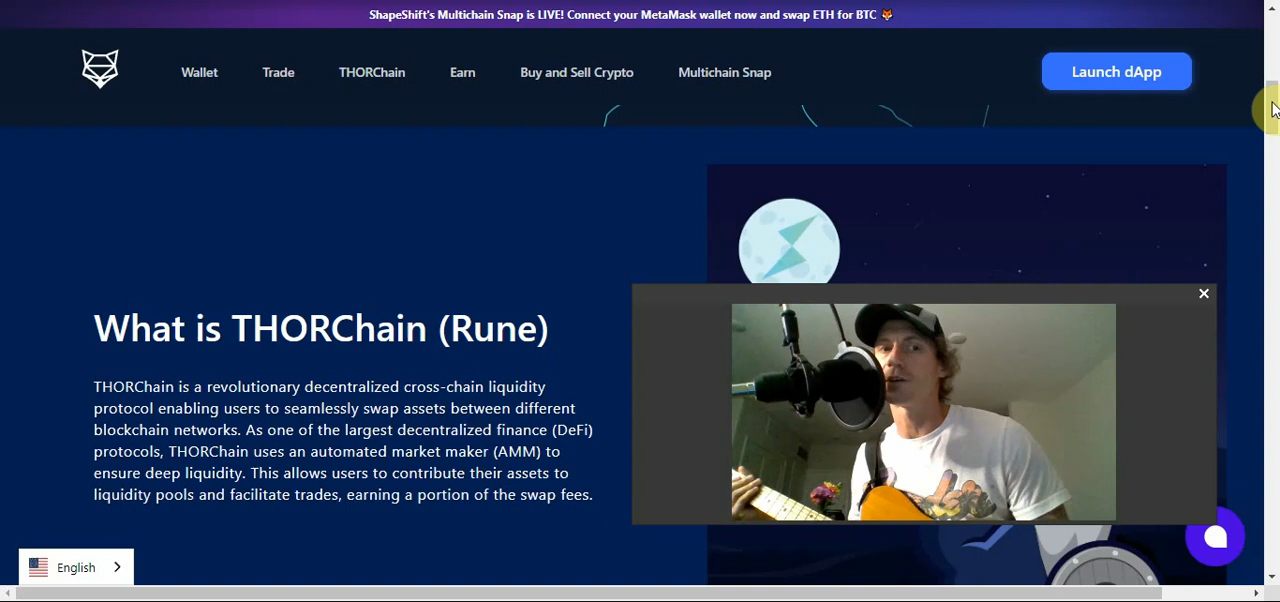 ShapeShift's Multichain Snap is LIVE! Connect your MetaMask wallet now and swap ETH for BTC 🦊
Wallet
Trade
THORChain
Earn
Buy and Sell Crypto
Multichain Snap
Launch dApp
What is THORChain (Rune)
THORChain is a revolutionary decentralized cross-chain liquidity
protocol enabling users to seamlessly swap assets between different
blockchain networks. As one of the largest decentralized finance (DeFi)
protocols, THORChain uses an automated market maker (AMM) to
ensure deep liquidity. This allows users to contribute their assets to
liquidity pools and facilitate trades, earning a portion of the swap fees.
English